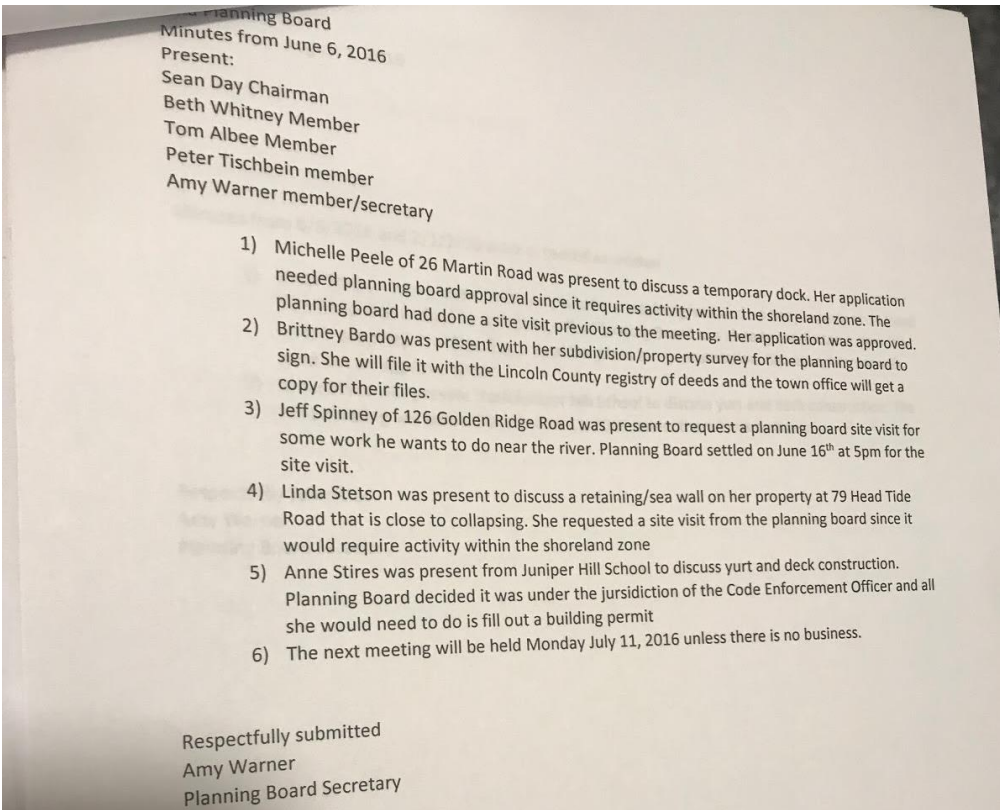 Planning Board
Minutes from June 6, 2016
Present:
Sean Day Chairman
Beth Whitney Member
Tom Albee Member
Peter Tischbein member
Amy Warner member/secretary
1) Michelle Peele of 26 Martin Road was present to discuss a temporary dock. Her application
needed planning board approval since it requires activity within the shoreland zone. The
planning board had done a site visit previous to the meeting. Her application was approved.
2) Brittney Bardo was present with her subdivision/property survey for the planning board to
sign. She will file it with the Lincoln County registry of deeds and the town office will get a
copy for their files.
3) Jeff Spinney of 126 Golden Ridge Road was present to request a planning board site visit for
some work he wants to do near the river. Planning Board settled on June 16th at 5pm for the
site visit.
4) Linda Stetson was present to discuss a retaining/sea wall on her property at 79 Head Tide
Road that is close to collapsing. She requested a site visit from the planning board since it
would require activity within the shoreland zone
5) Anne Stires was present from Juniper Hill School to discuss yurt and deck construction.
Planning Board decided it was under the jursidiction of the Code Enforcement Officer and all
she would need to do is fill out a building permit
6) The next meeting will be held Monday July 11, 2016 unless there is no business.
Respectfully submitted
Amy Warner
Planning Board Secretary